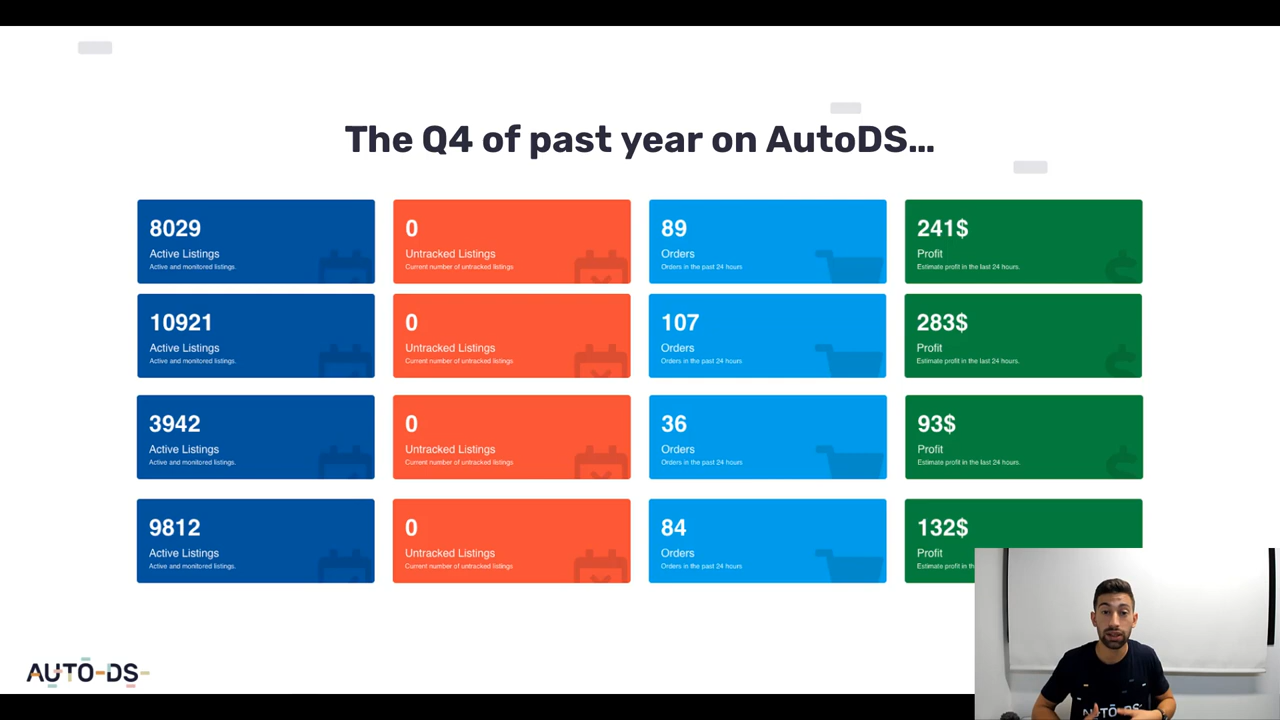 The Q4 of past year on AutoDS...
8029
Active Listings
Active and monitored listings.
0
Untracked Listings
Current number of untracked listings
89
Orders
Orders in the past 24 hours
241$
Profit
Estimate profit in the last 24 hours.
10921
Active Listings
Active and monitored listings.
0
Untracked Listings
Current number of untracked listings
107
Orders
Orders in the past 24 hours
283$
Profit
Estimate profit in the last 24 hours.
3942
Active Listings
Active and monitored listings.
0
Untracked Listings
Current number of untracked listings
36
Orders
Orders in the past 24 hours
93$
Profit
Estimate profit in the last 24 hours.
9812
Active Listings
Active and monitored listings.
0
Untracked Listings
Current number of untracked listings
84
Orders
Orders in the past 24 hours
132$
Profit
Estimate profit in
AUTO-DS
AUTO-DS